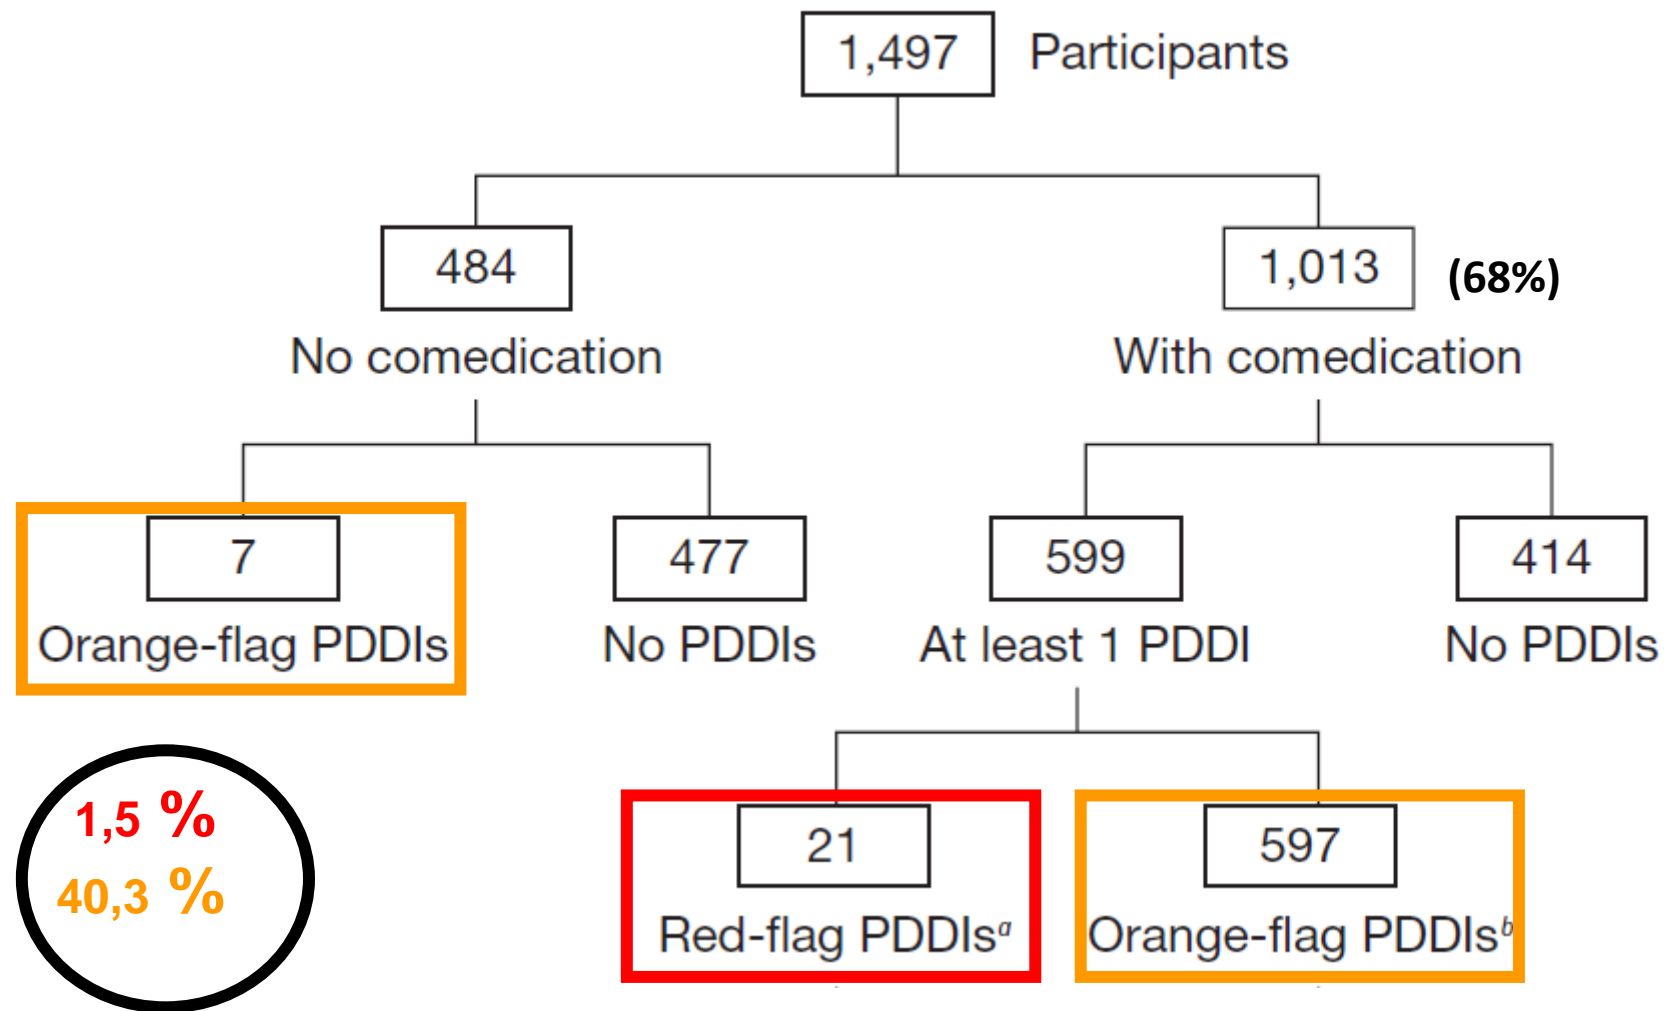 1,497 Participants
484 1,013 (68%)
No comedication With comedication
7 477 599 414
Orange-flag PDDIs No PDDIs At least 1 PDDI No PDDIs
1,5 %
40,3 %
21 597
Red-flag PDDIsᵃ Orange-flag PDDIsᵇ